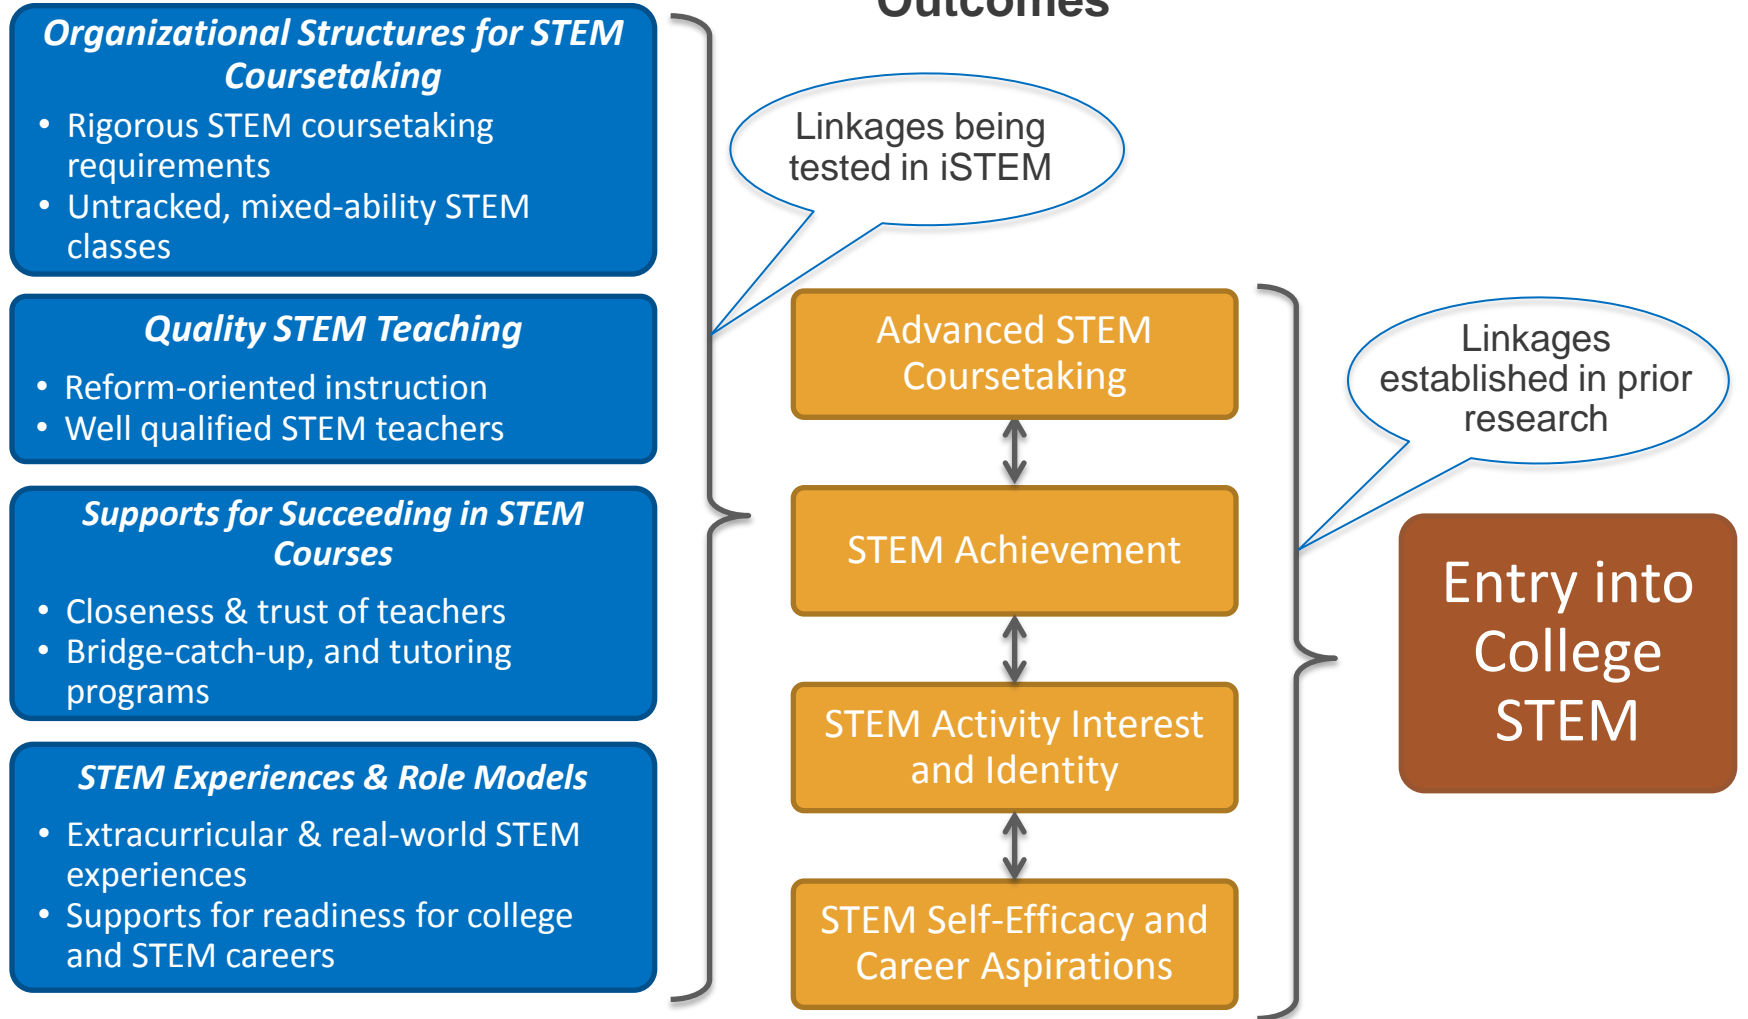 Outcomes
Organizational Structures for STEM
Coursetaking
• Rigorous STEM coursetaking
requirements
• Untracked, mixed-ability STEM
classes
Quality STEM Teaching
• Reform-oriented instruction
• Well qualified STEM teachers
Supports for Succeeding in STEM
Courses
• Closeness & trust of teachers
• Bridge-catch-up, and tutoring
programs
STEM Experiences & Role Models
• Extracurricular & real-world STEM
experiences
• Supports for readiness for college
and STEM careers
Linkages being
tested in iSTEM
Advanced STEM
Coursetaking
STEM Achievement
STEM Activity Interest
and Identity
STEM Self-Efficacy and
Career Aspirations
Linkages
established in prior
research
Entry into
College
STEM